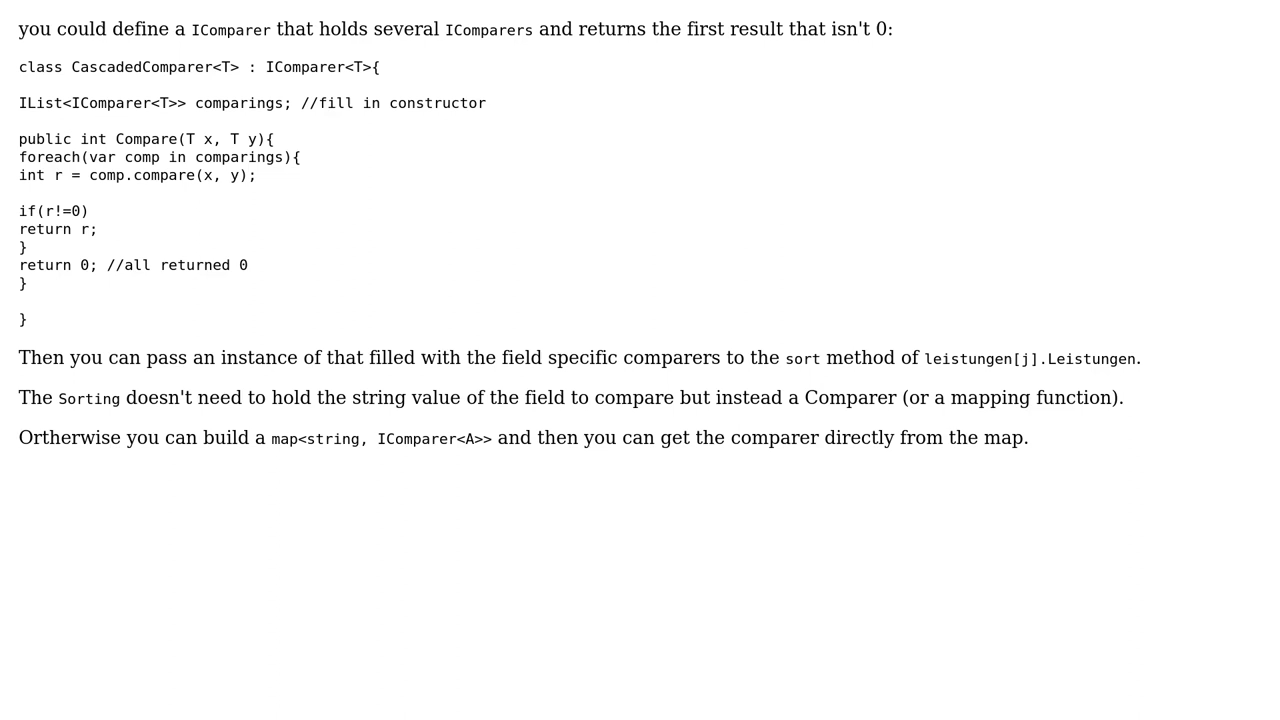 you could define a IComparer that holds several IComparers and returns the first result that isn't 0:
class CascadedComparer<T> : IComparer<T>{
IList<IComparer<T>> comparings; //fill in constructor
public int Compare(T x, T y){
foreach(var comp in comparings){
int r = comp.compare(x, y);
if(r!=0)
return r;
}
return 0; //all returned 0
}
}
Then you can pass an instance of that filled with the field specific comparers to the sort method of leistungen[j].Leistungen.
The Sorting doesn't need to hold the string value of the field to compare but instead a Comparer (or a mapping function).
Ortherwise you can build a map<string, IComparer<A>> and then you can get the comparer directly from the map.